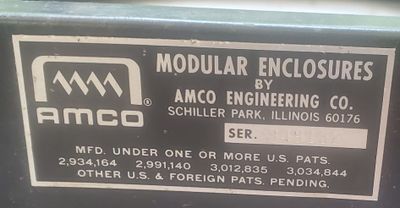 MODULAR ENCLOSURES
BY
AMCO ENGINEERING CO.
SCHILLER PARK, ILLINOIS 60176
AMCO®
SER.
MFD. UNDER ONE OR MORE U.S. PATS.
2,934,164 2,991,140 3,012,835 3,034,844
OTHER U.S. & FOREIGN PATS. PENDING.